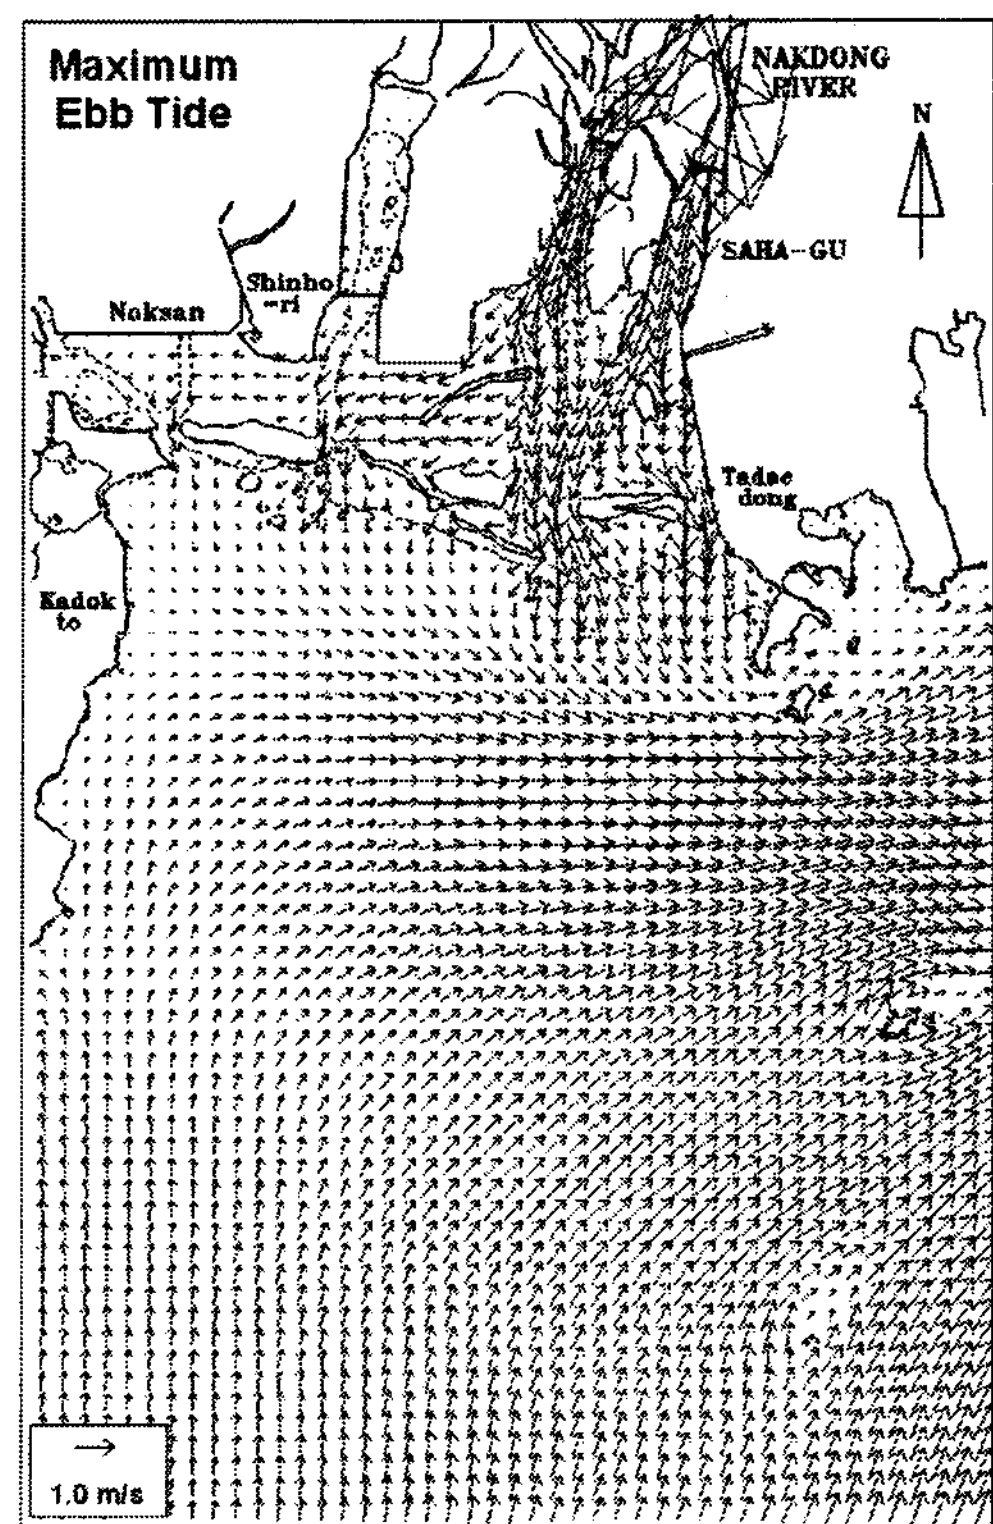 Maximum
Ebb Tide
NAKDONG
RIVER
N
SAHA-GU
Shinho
-ri
Noksan
Tadae
dong
Kadok
to
1.0 m/s